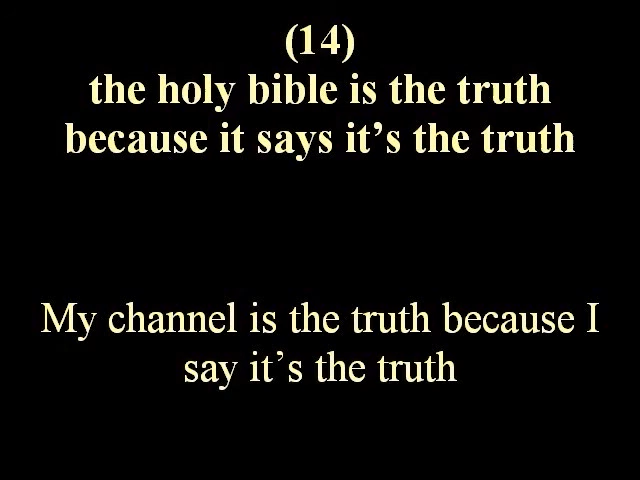 (14)
the holy bible is the truth
because it says it’s the truth
My channel is the truth because I
say it’s the truth